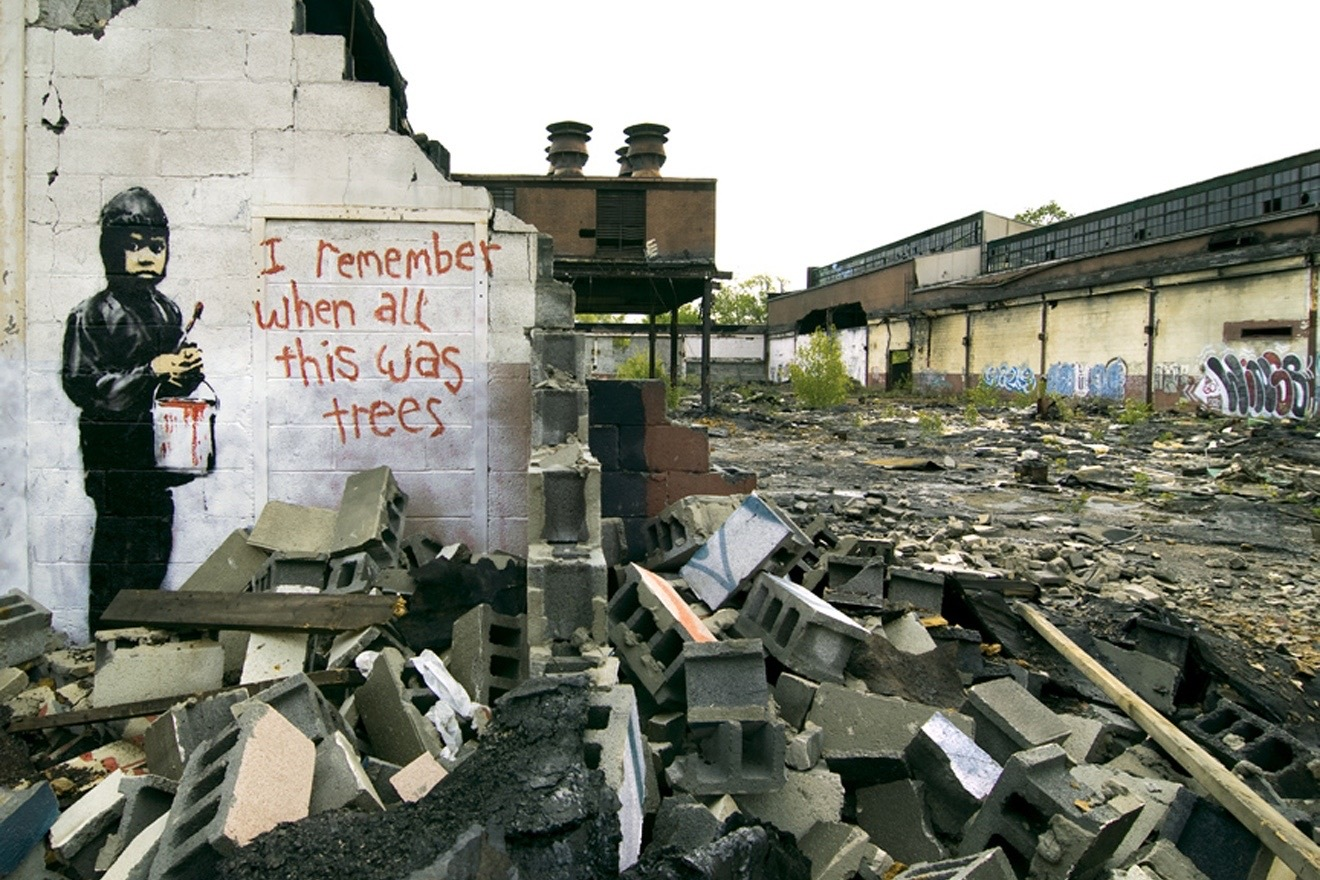 I remember
when all
this was
trees